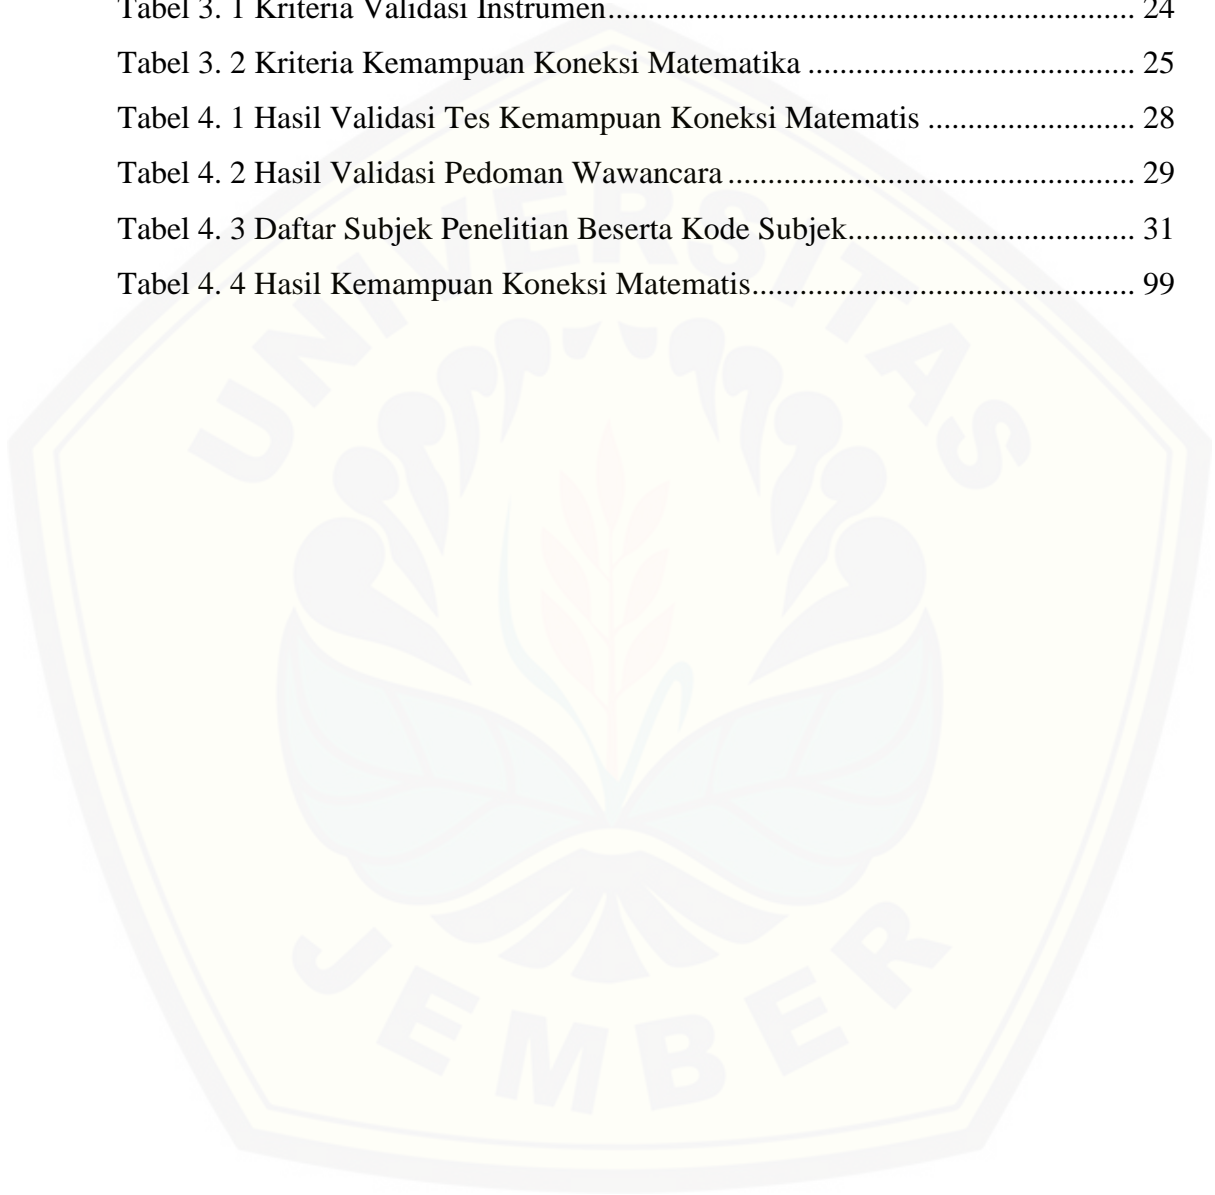 Tabel 3. 1 Kriteria Validasi Instrumen.................................................................. 24
Tabel 3. 2 Kriteria Kemampuan Koneksi Matematika ......................................... 25
Tabel 4. 1 Hasil Validasi Tes Kemampuan Koneksi Matematis .......................... 28
Tabel 4. 2 Hasil Validasi Pedoman Wawancara ................................................... 29
Tabel 4. 3 Daftar Subjek Penelitian Beserta Kode Subjek.................................... 31
Tabel 4. 4 Hasil Kemampuan Koneksi Matematis................................................ 99
UNIVERSITAS
JEMBER